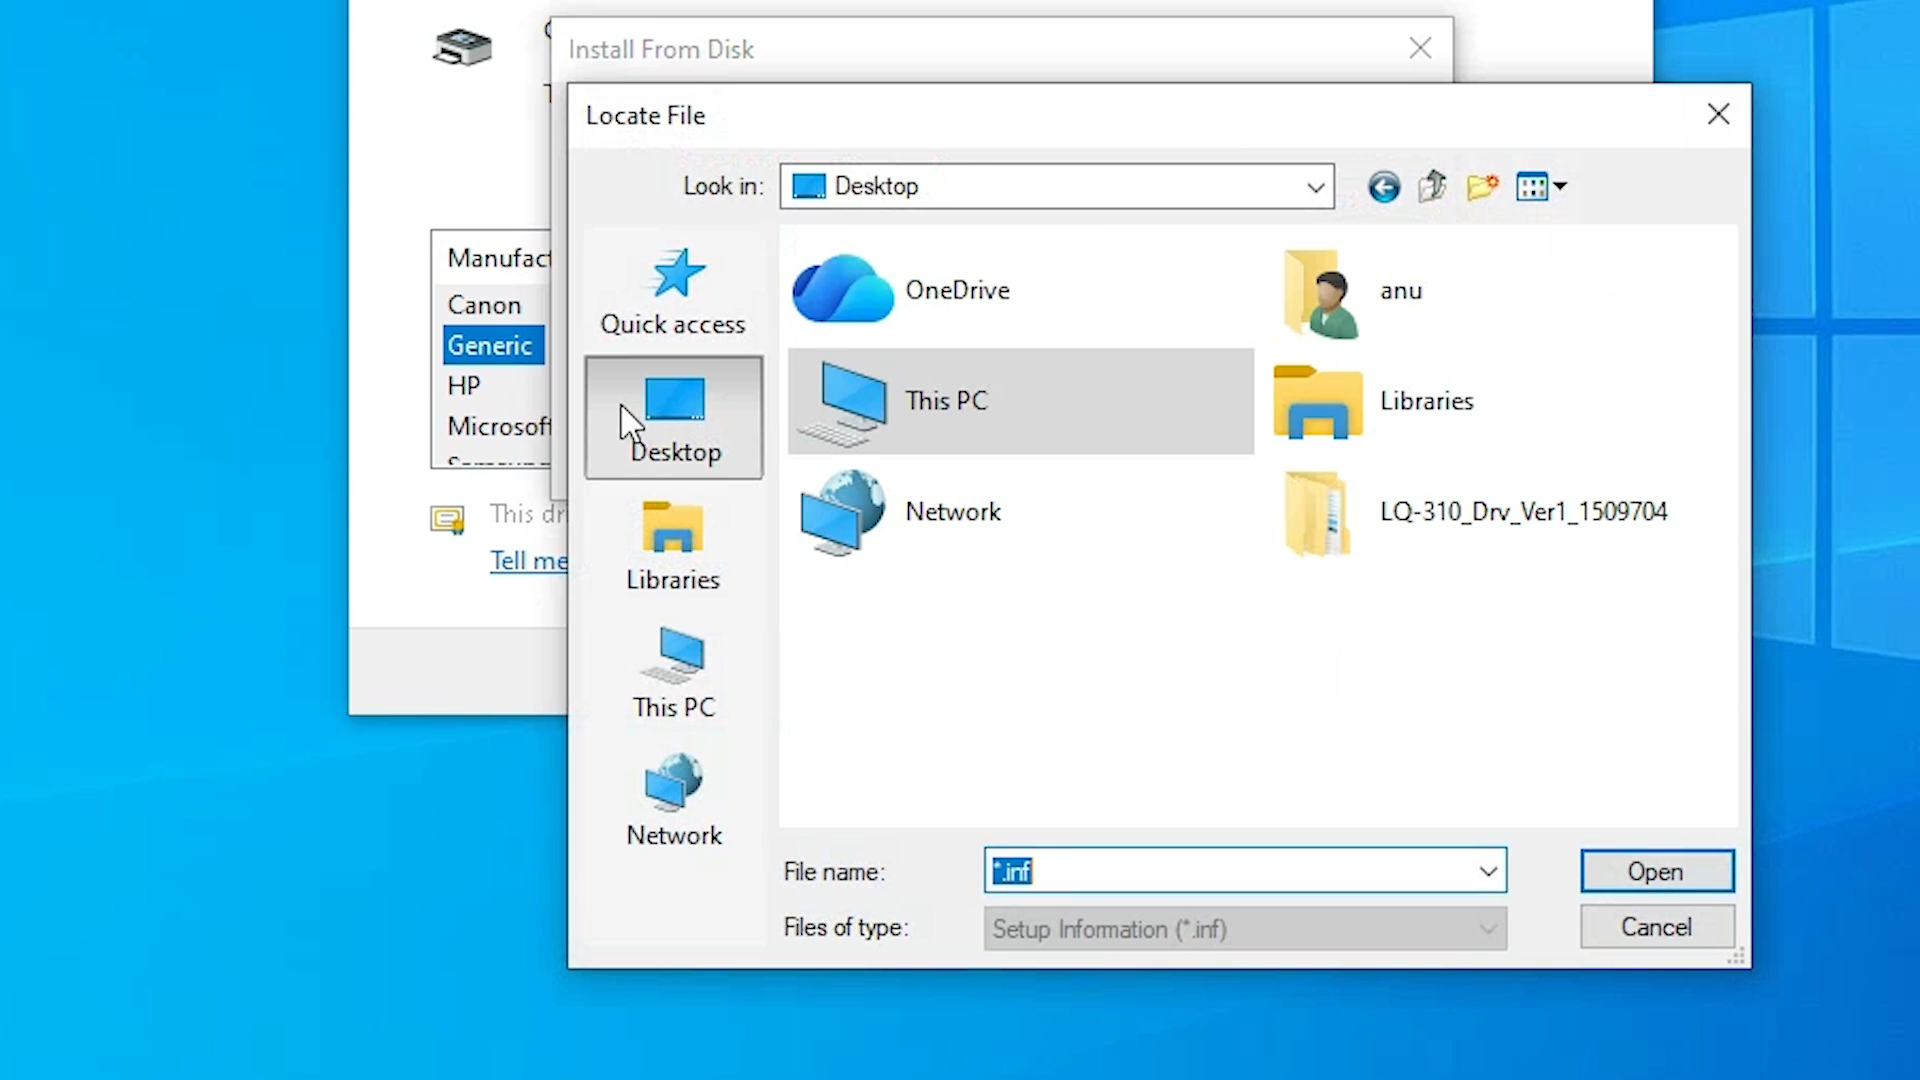 Install From Disk
Locate File
Look in:
Desktop
Manufact
Canon
Generic
HP
Microsoft
This dri
Tell me
Quick access
Desktop
Libraries
This PC
Network
OneDrive
anu
This PC
Libraries
Network
LQ-310_Drv_Ver1_1509704
File name:
*.inf
Open
Files of type:
Setup Information (*.inf)
Cancel